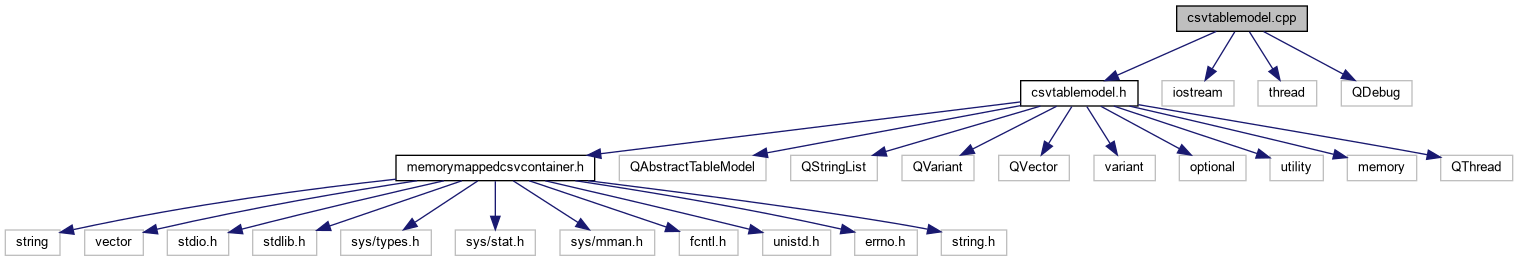 csvtablemodel.cpp
csvtablemodel.h
iostream
thread
QDebug
memorymappedcsvcontainer.h
QAbstractTableModel
QStringList
QVariant
QVector
variant
optional
utility
memory
QThread
string
vector
stdio.h
stdlib.h
sys/types.h
sys/stat.h
sys/mman.h
fcntl.h
unistd.h
errno.h
string.h